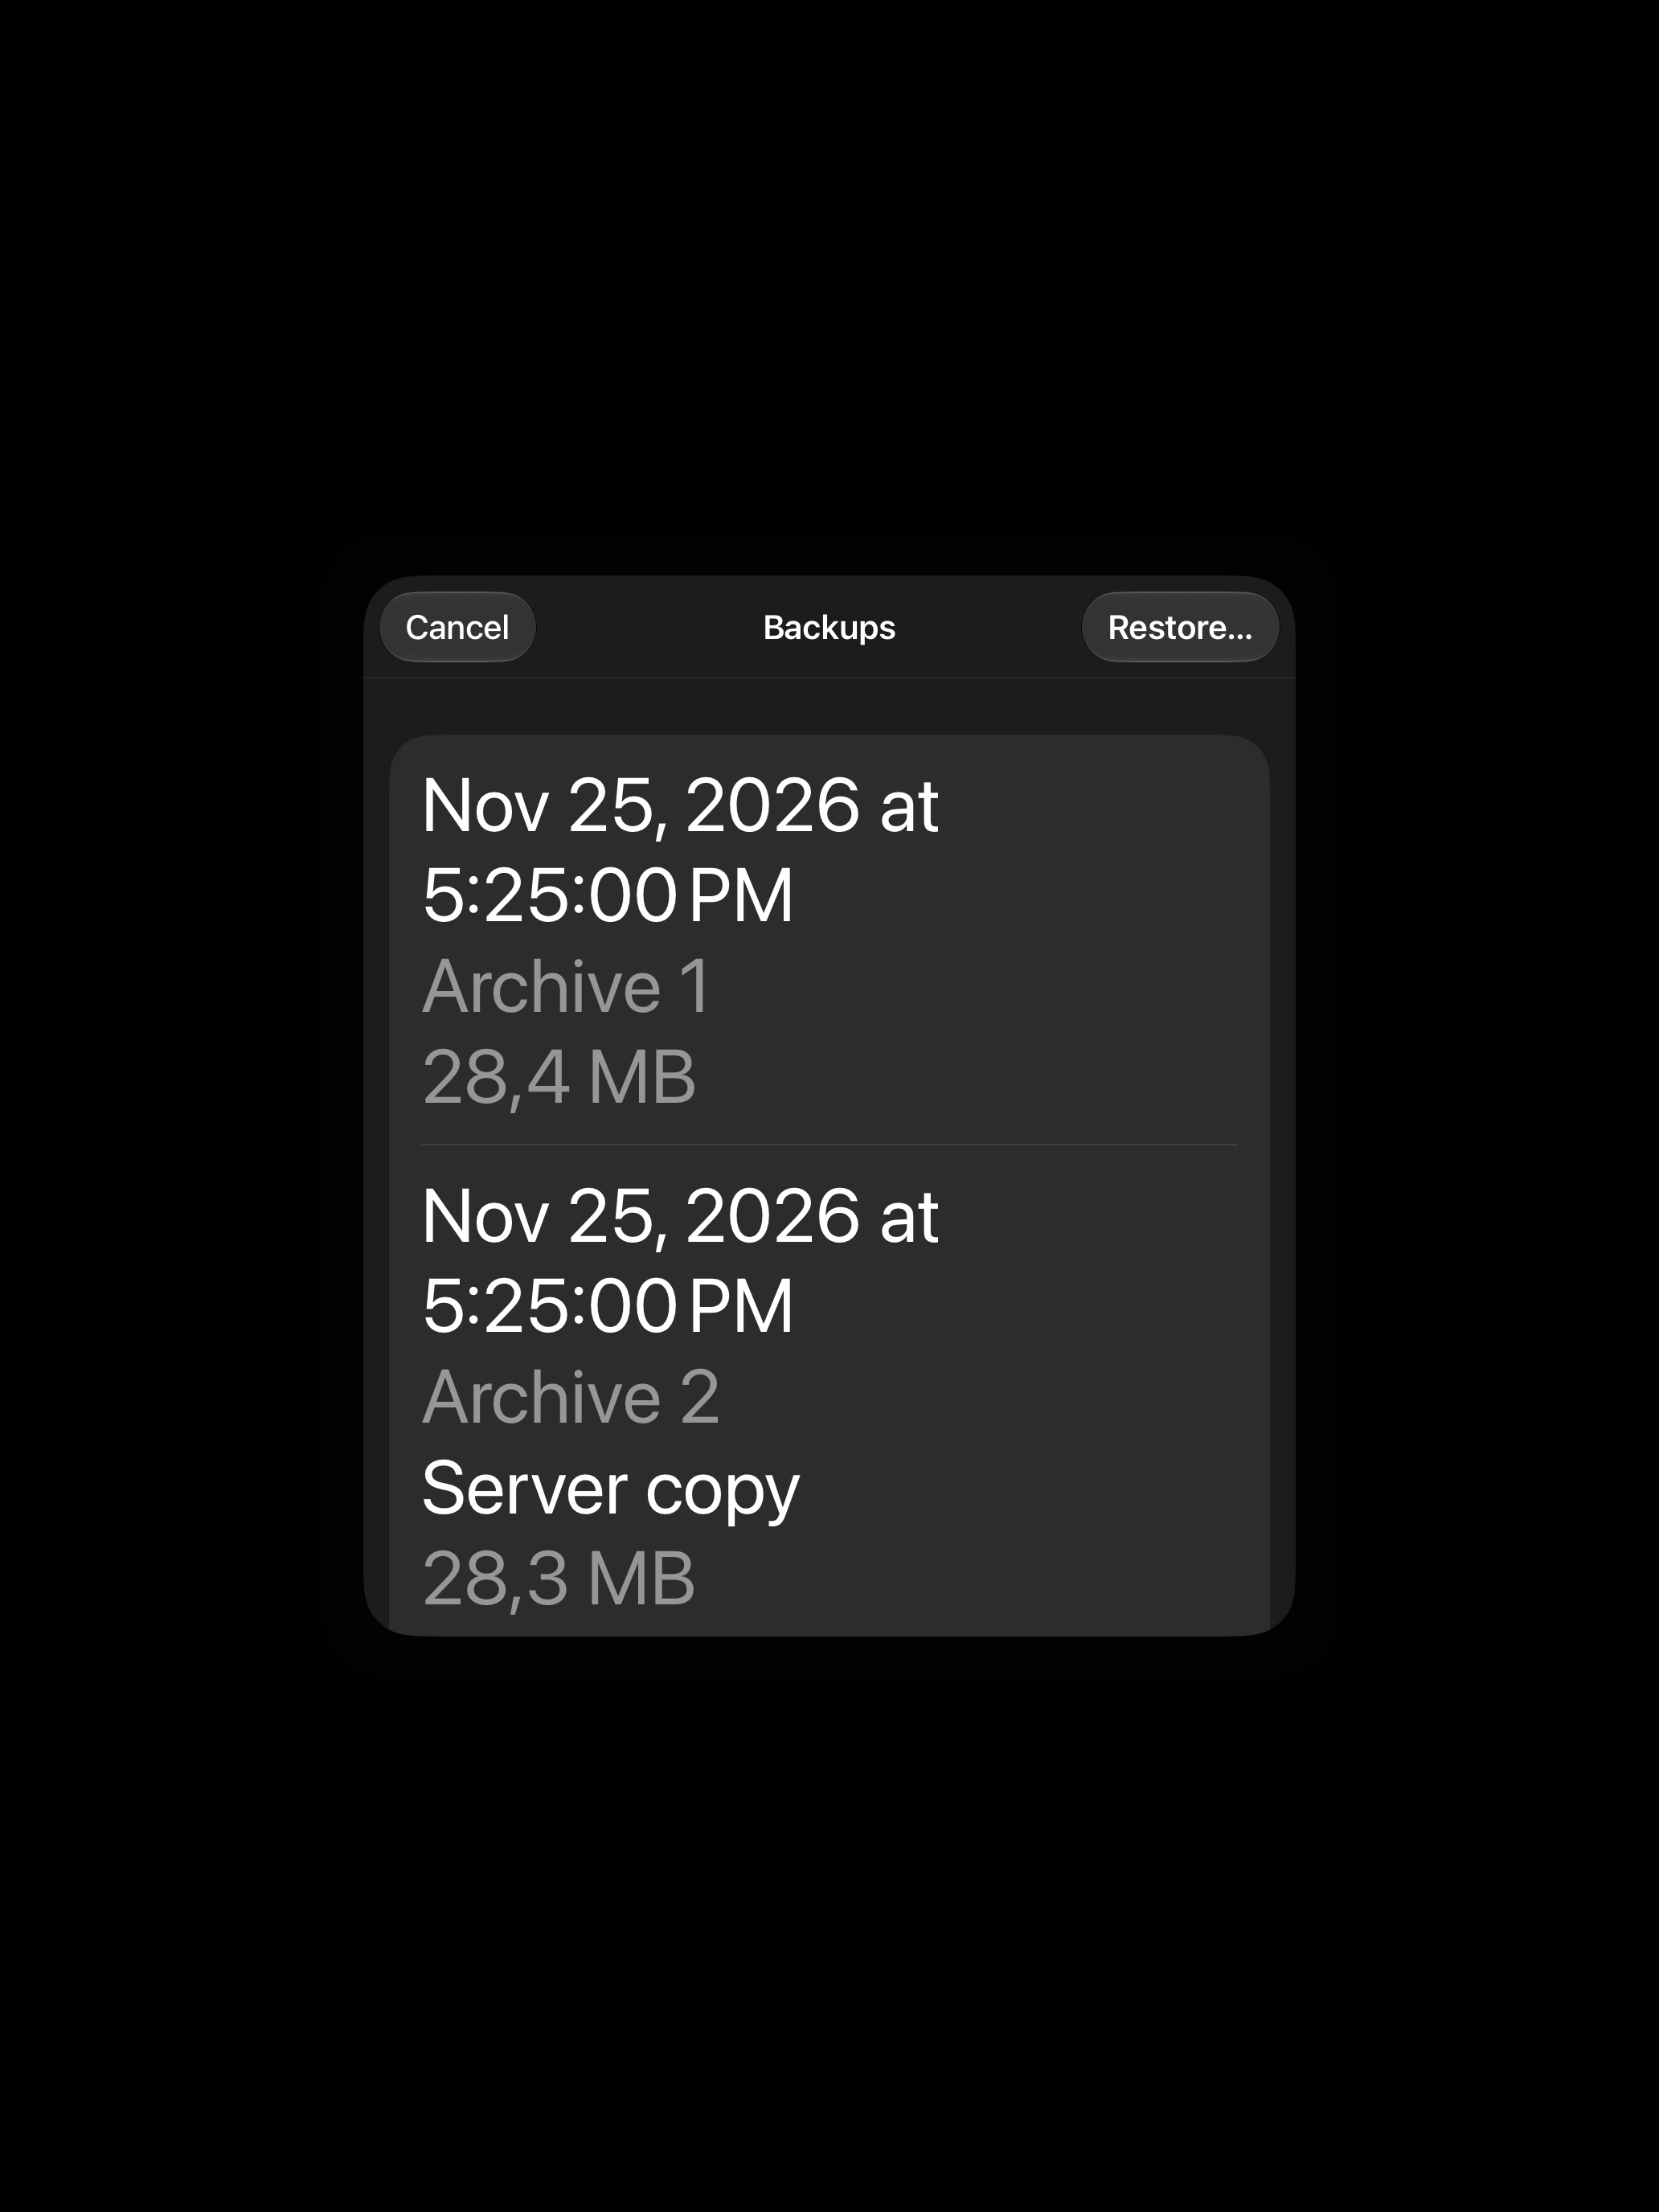 Cancel
Backups
Restore...
Nov 25, 2026 at
5:25:00 PM
Archive 1
28,4 MB
Nov 25, 2026 at
5:25:00 PM
Archive 2
Server copy
28,3 MB